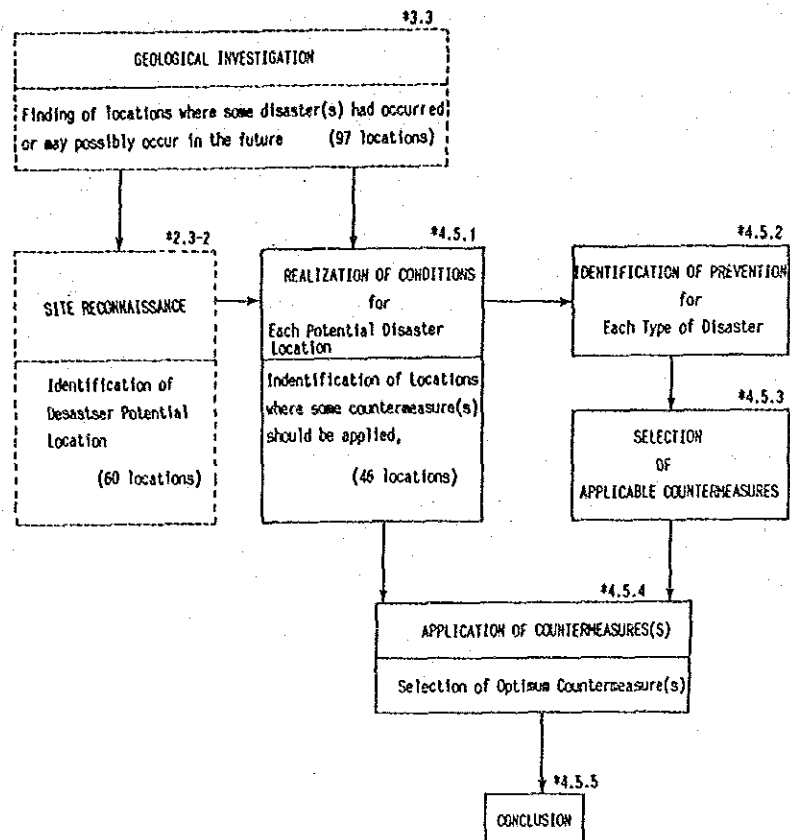 *3.3
GEOLOGICAL INVESTIGATION
Finding of locations where some disaster(s) had occurred
or may possibly occur in the future (97 locations)
*2.3-2
SITE RECONNAISSANCE
Identification of
Desastser Potential
Location
(60 locations)
*4.5.1
REALIZATION OF CONDITIONS
for
Each Potential Disaster
Location
Indentification of Locations
where some countermeasure(s)
should be applied,
(46 locations)
*4.5.2
IDENTIFICATION OF PREVENTION
for
Each Type of Disaster
*4.5.3
SELECTION
OF
APPLICABLE COUNTERMEASURES
*4.5.4
APPLICATION OF COUNTERMEASURES(S)
Selection of Optimum Countermeasure(s)
*4.5.5
CONCLUSION